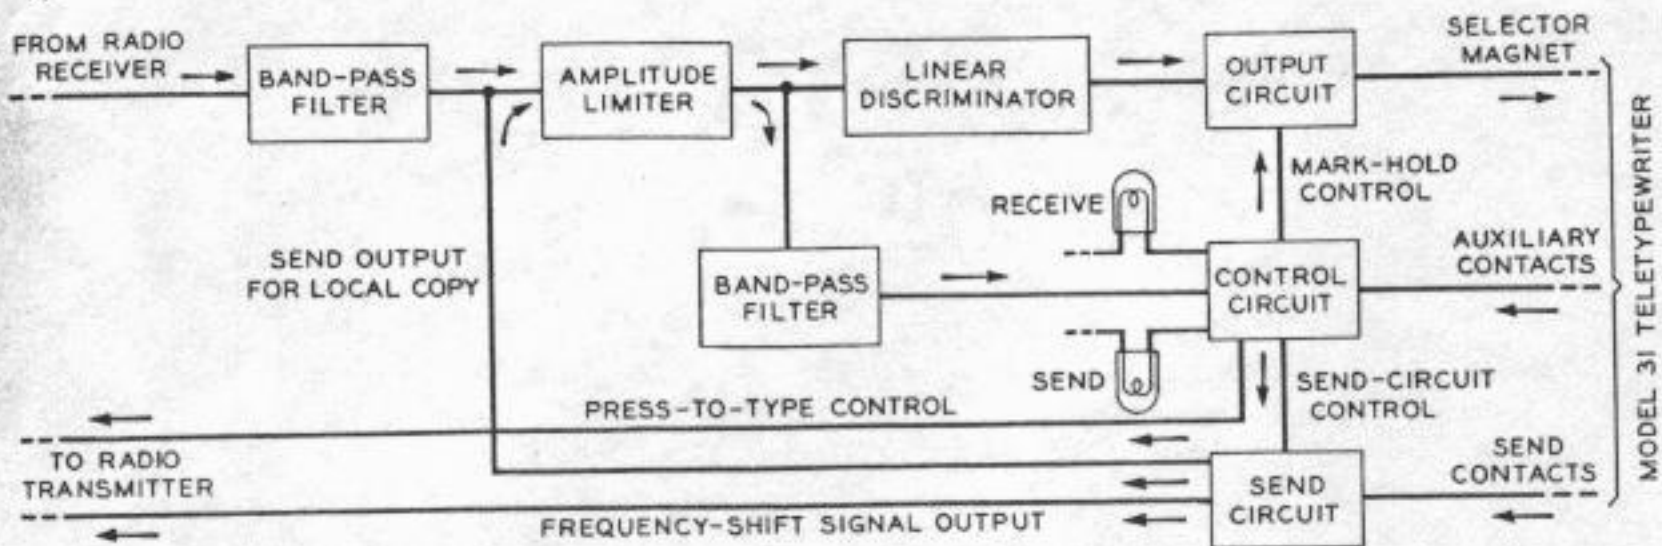 FROM RADIO
RECEIVER
BAND-PASS
FILTER
AMPLITUDE
LIMITER
LINEAR
DISCRIMINATOR
OUTPUT
CIRCUIT
SELECTOR
MAGNET
MARK-HOLD
CONTROL
RECEIVE
SEND OUTPUT
FOR LOCAL COPY
BAND-PASS
FILTER
CONTROL
CIRCUIT
AUXILIARY
CONTACTS
SEND
SEND-CIRCUIT
CONTROL
PRESS-TO-TYPE CONTROL
TO RADIO
TRANSMITTER
SEND
CIRCUIT
SEND
CONTACTS
FREQUENCY-SHIFT SIGNAL OUTPUT
MODEL 31 TELETYPEWRITER